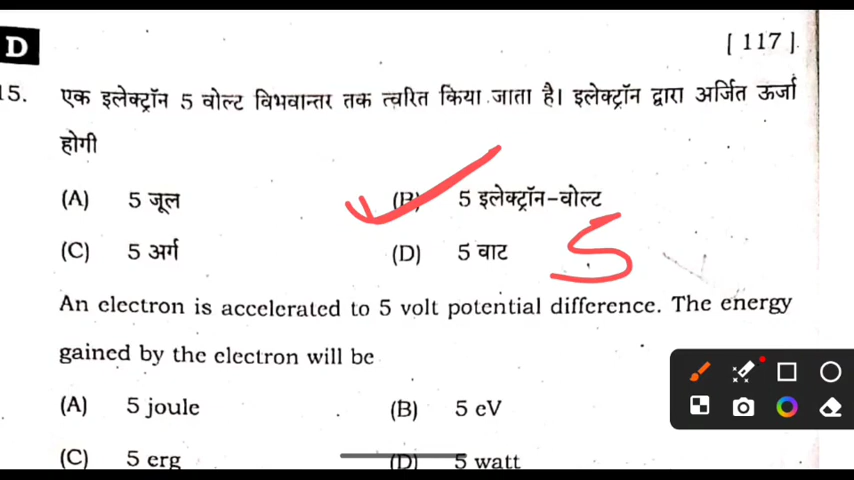 D
[ 117 ]
15. एक इलेक्ट्रॉन 5 वोल्ट विभवान्तर तक त्वरित किया जाता है। इलेक्ट्रॉन द्वारा अर्जित ऊर्जा
होगी
(A) 5 जूल (B) 5 इलेक्ट्रॉन-वोल्ट
(C) 5 अर्ग (D) 5 वाट 5
An electron is accelerated to 5 volt potential difference. The energy
gained by the electron will be
(A) 5 joule (B) 5 eV
(C) 5 erg (D) 5 watt